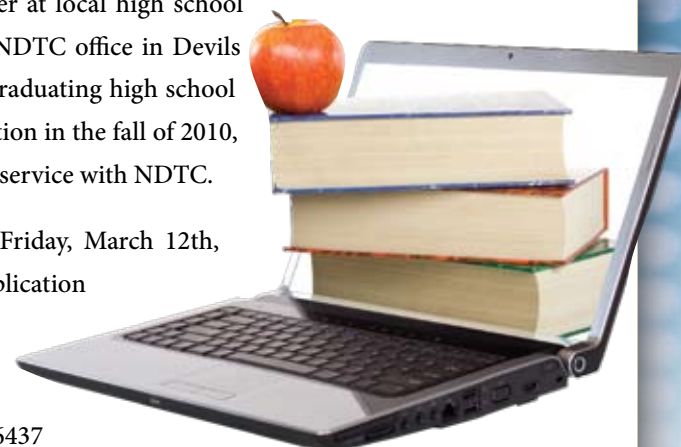 er at local high school
NDTC office in Devils
raduating high school
tion in the fall of 2010,
service with NDTC.
Friday, March 12th,
plication
6437